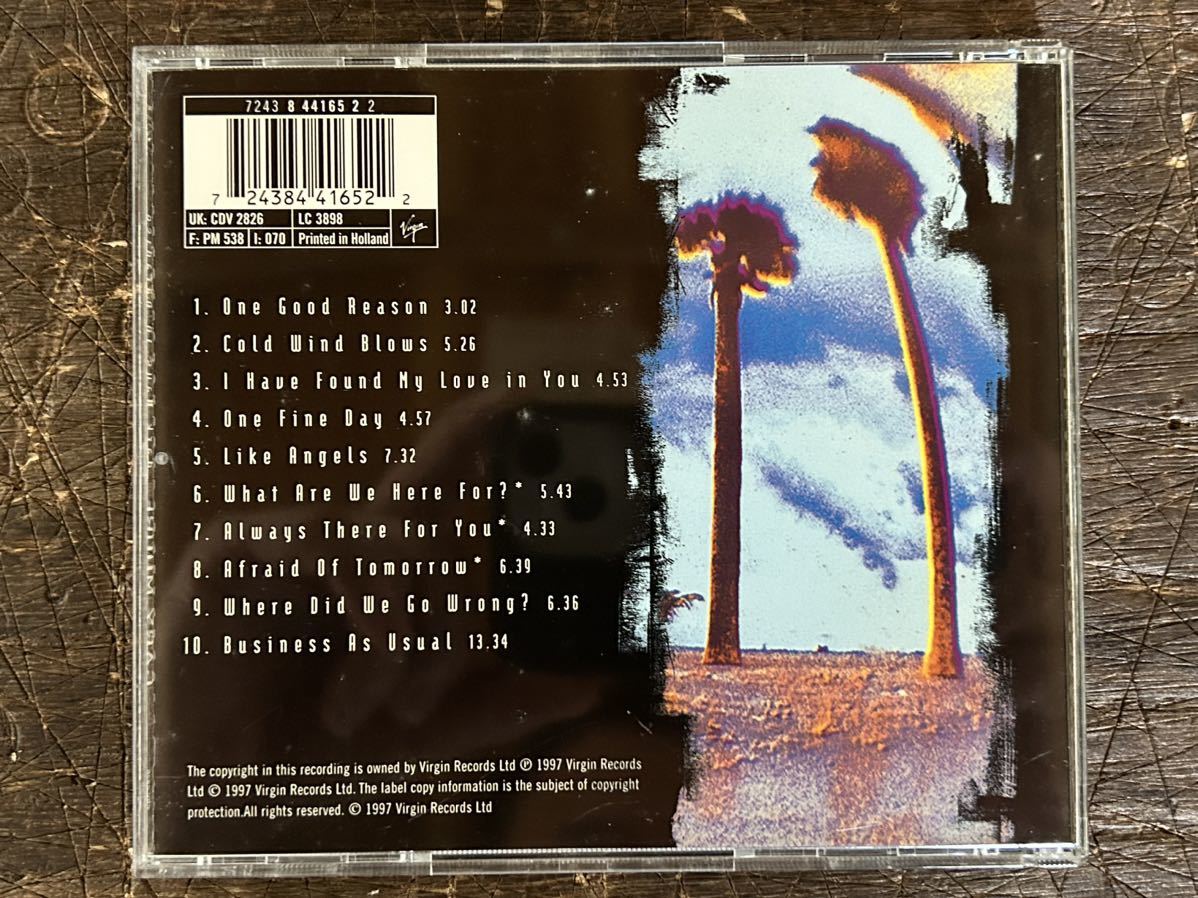 7243 8 44165 2 2
7 24384 41652 2
UK: CDV 2826 LC 3898
F: PM 538 I: 070 Printed in Holland Virgin
1. One Good Reason 3.02
2. Cold Wind Blows 5.26
3. I Have Found My Love in You 4.53
4. One Fine Day 4.57
5. Like Angels 7.32
6. What Are We Here For?* 5.43
7. Always There For You* 4.33
8. Afraid Of Tomorrow* 6.39
9. Where Did We Go Wrong? 6.36
10. Business As Usual 13.34
The copyright in this recording is owned by Virgin Records Ltd ℗ 1997 Virgin Records
Ltd © 1997 Virgin Records Ltd. The label copy information is the subject of copyright
protection.All rights reserved. © 1997 Virgin Records Ltd